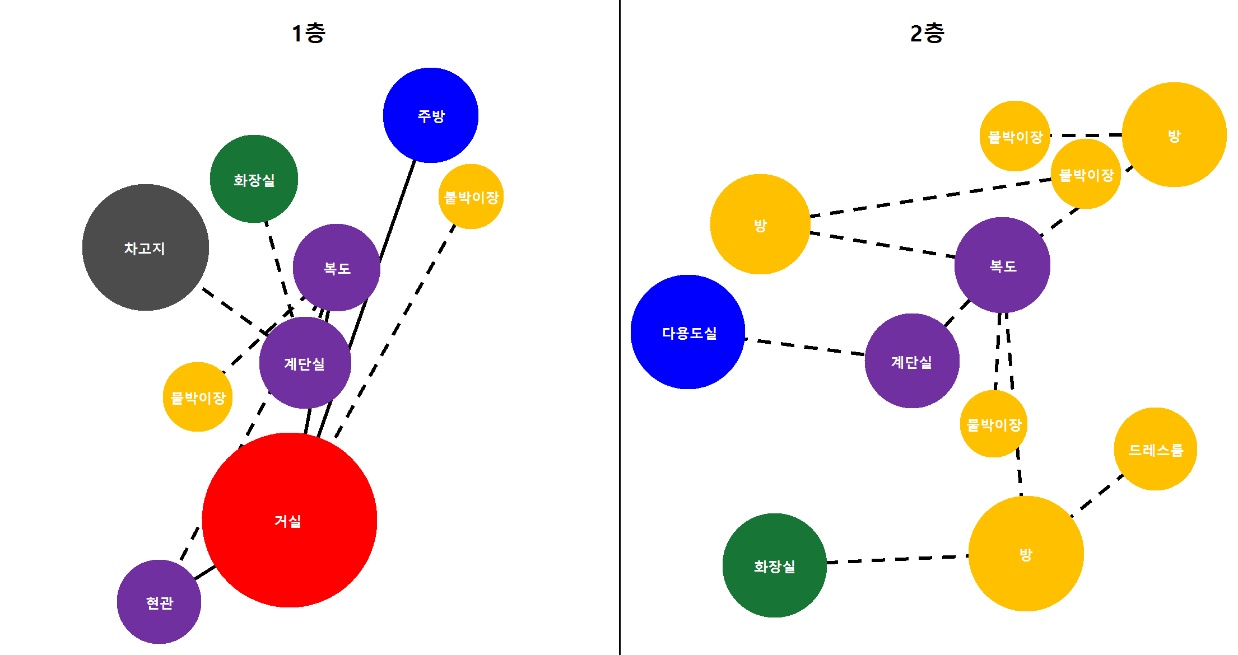 1층
주방
화장실
붙박이장
차고지
복도
계단실
붙박이장
거실
현관
2층
붙박이장
방
붙박이장
방
복도
다용도실
계단실
붙박이장
드레스룸
화장실
방